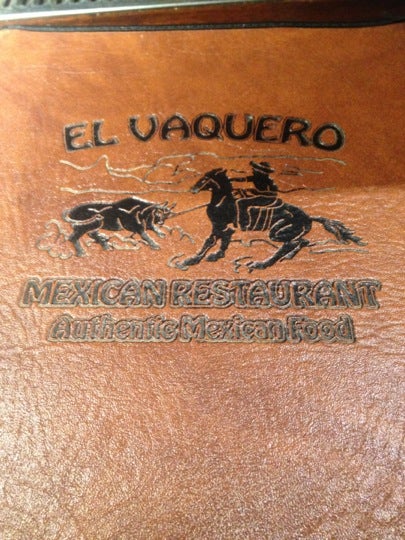 EL VAQUERO
MEXICAN RESTAURANT
Authentic Mexican Food